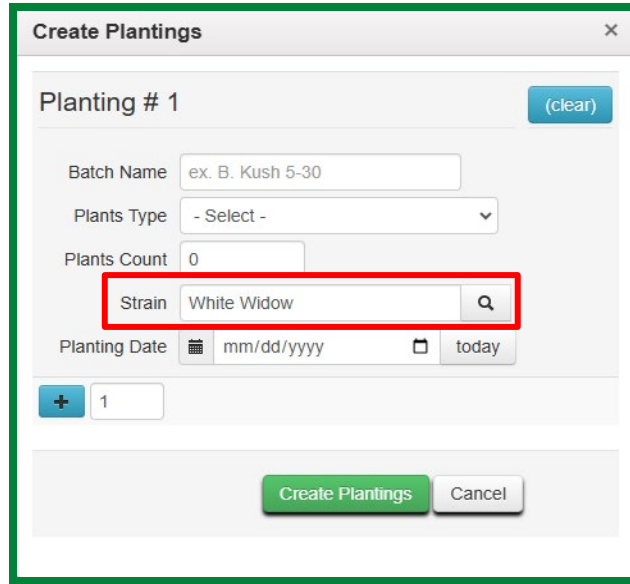 Create Plantings ×
Planting # 1 (clear)
Batch Name ex. B. Kush 5-30
Plants Type - Select -
Plants Count 0
Strain White Widow
Planting Date mm/dd/yyyy today
+ 1
Create Plantings Cancel